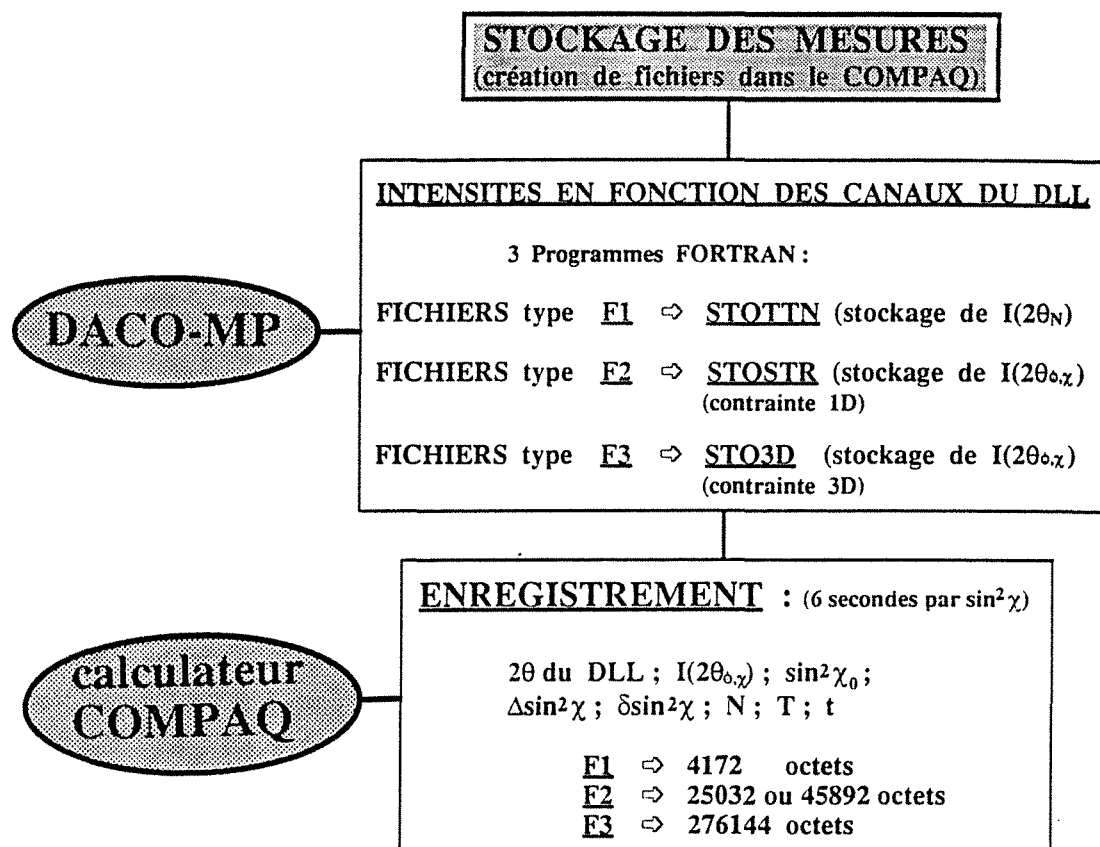 STOCKAGE DES MESURES
(création de fichiers dans le COMPAQ)
INTENSITES EN FONCTION DES CANAUX DU DLL
3 Programmes FORTRAN :
DACO-MP
FICHIERS type F1 ⇨ STOTTN (stockage de I(2θN)
FICHIERS type F2 ⇨ STOSTR (stockage de I(2θ₀,χ)
(contrainte 1D)
FICHIERS type F3 ⇨ STO3D (stockage de I(2θ₀,χ)
(contrainte 3D)
ENREGISTREMENT : (6 secondes par sin²χ)
calculateur
COMPAQ
2θ du DLL ; I(2θ₀,χ) ; sin²χ₀ ;
Δsin²χ ; δsin²χ ; N ; T ; t
F1 ⇨ 4172 octets
F2 ⇨ 25032 ou 45892 octets
F3 ⇨ 276144 octets